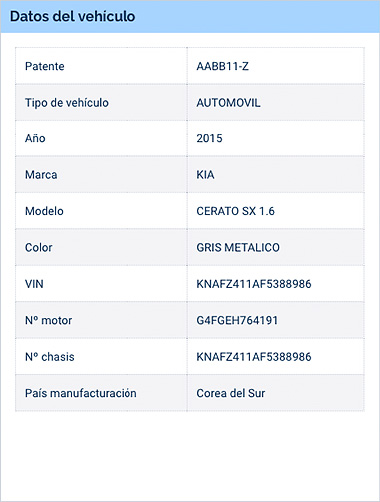 Datos del vehículo
Patente AABB11-Z
Tipo de vehículo AUTOMOVIL
Año 2015
Marca KIA
Modelo CERATO SX 1.6
Color GRIS METALICO
VIN KNAFZ411AF5388986
Nº motor G4FGEH764191
Nº chasis KNAFZ411AF5388986
País manufacturación Corea del Sur